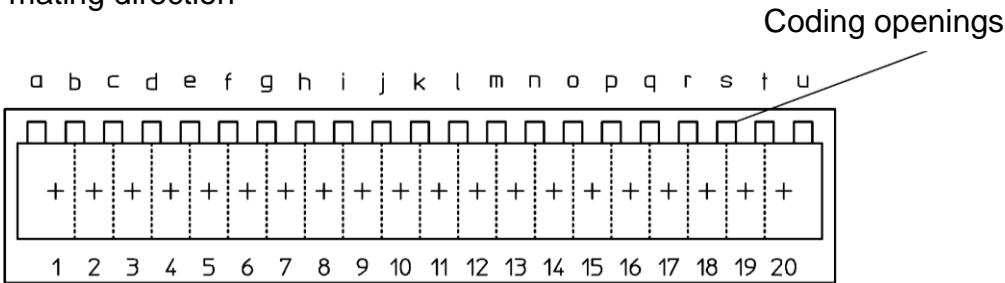 mating direction
Coding openings
a b c d e f g h i j k l m n o p q r s t u
1 2 3 4 5 6 7 8 9 10 11 12 13 14 15 16 17 18 19 20